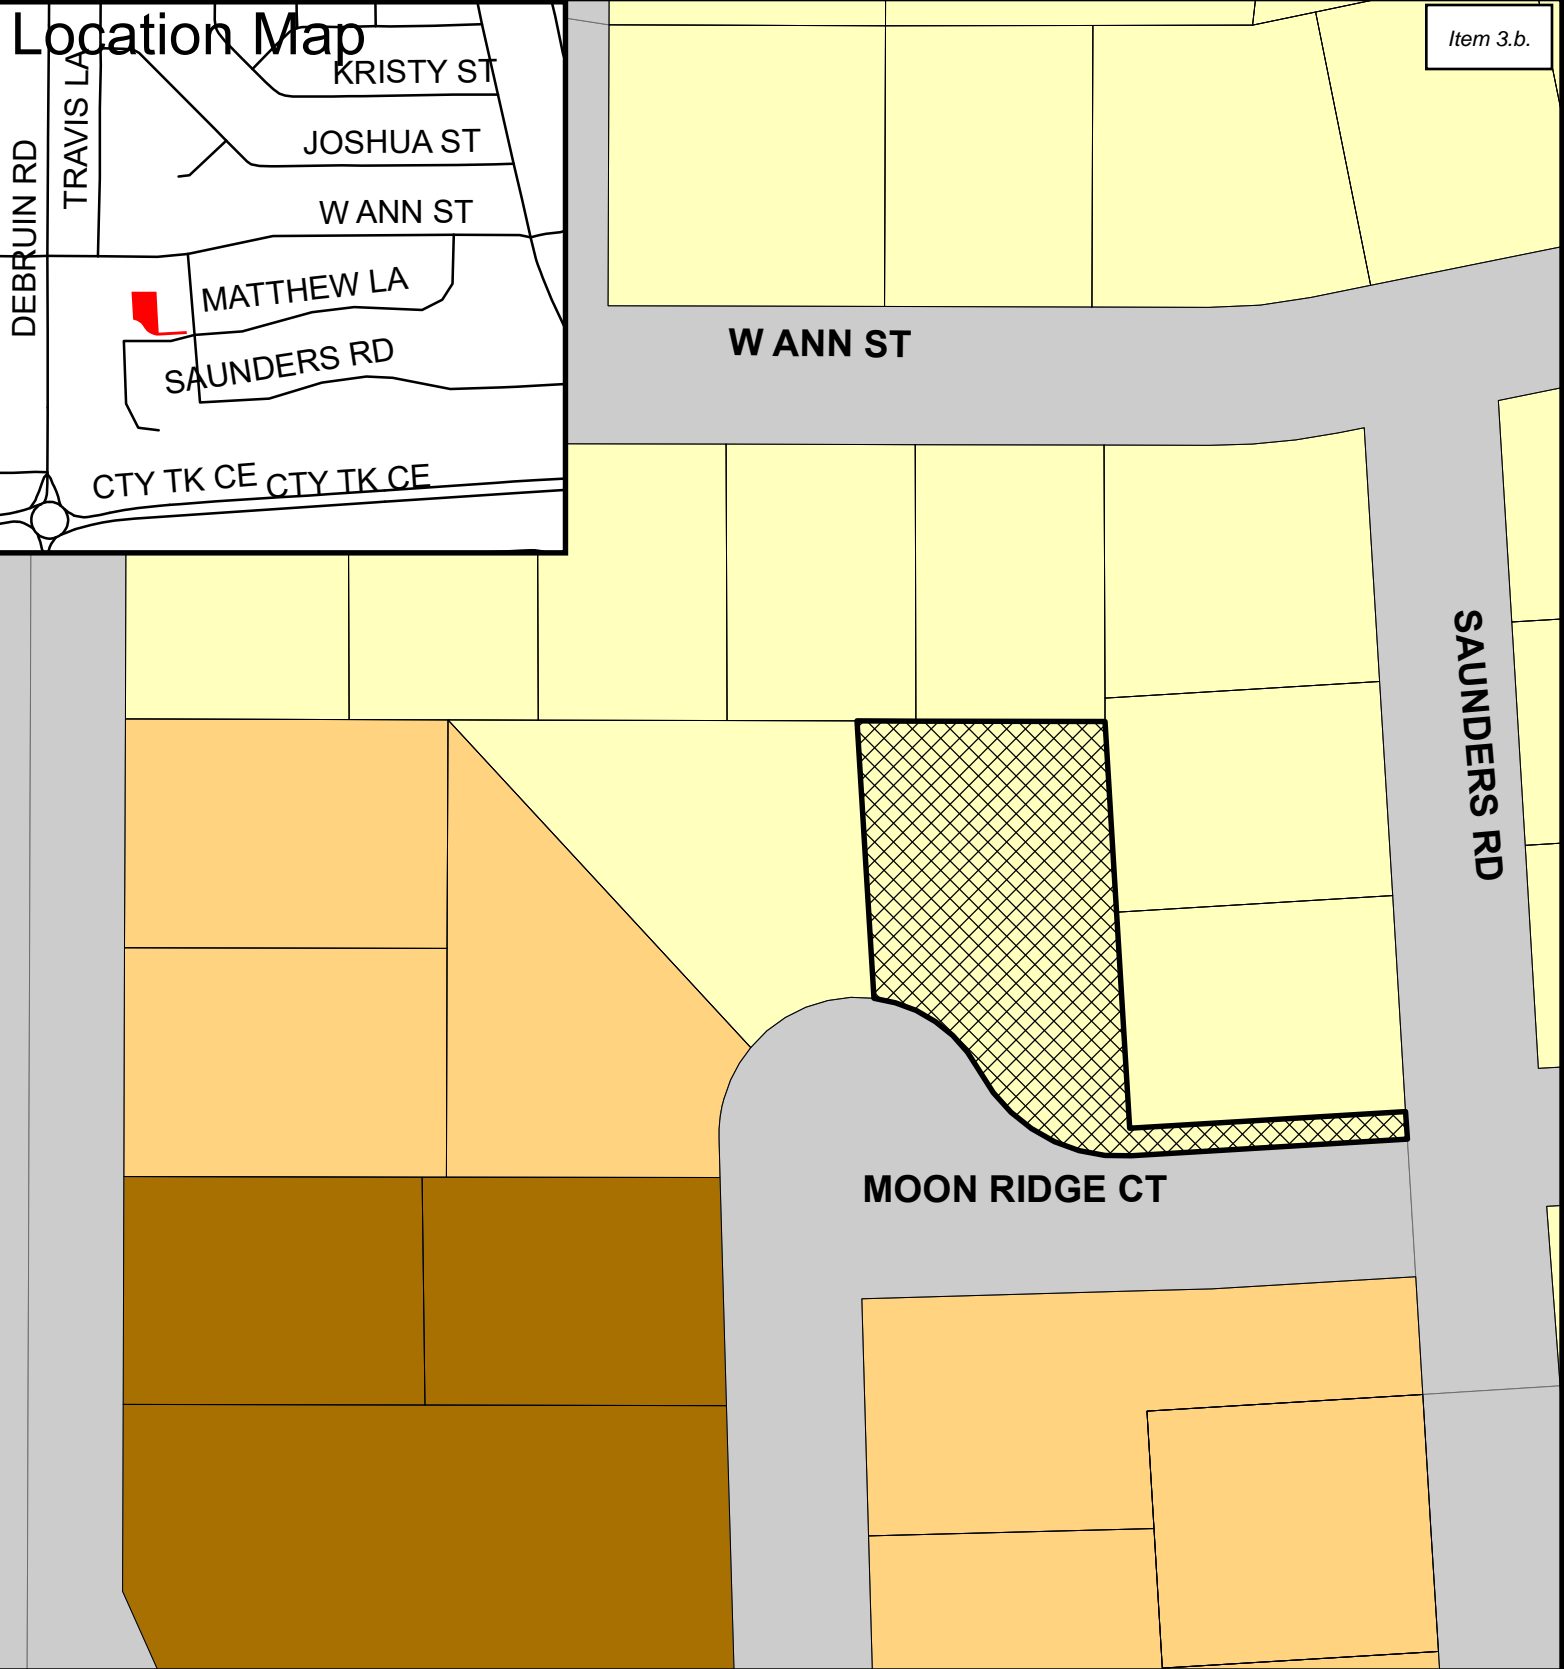 Location Map
Item 3.b.
KRISTY ST
TRAVIS LA
JOSHUA ST
DEBRUIN RD
W ANN ST
MATTHEW LA
SAUNDERS RD
CTY TK CE
CTY TK CE
W ANN ST
SAUNDERS RD
MOON RIDGE CT